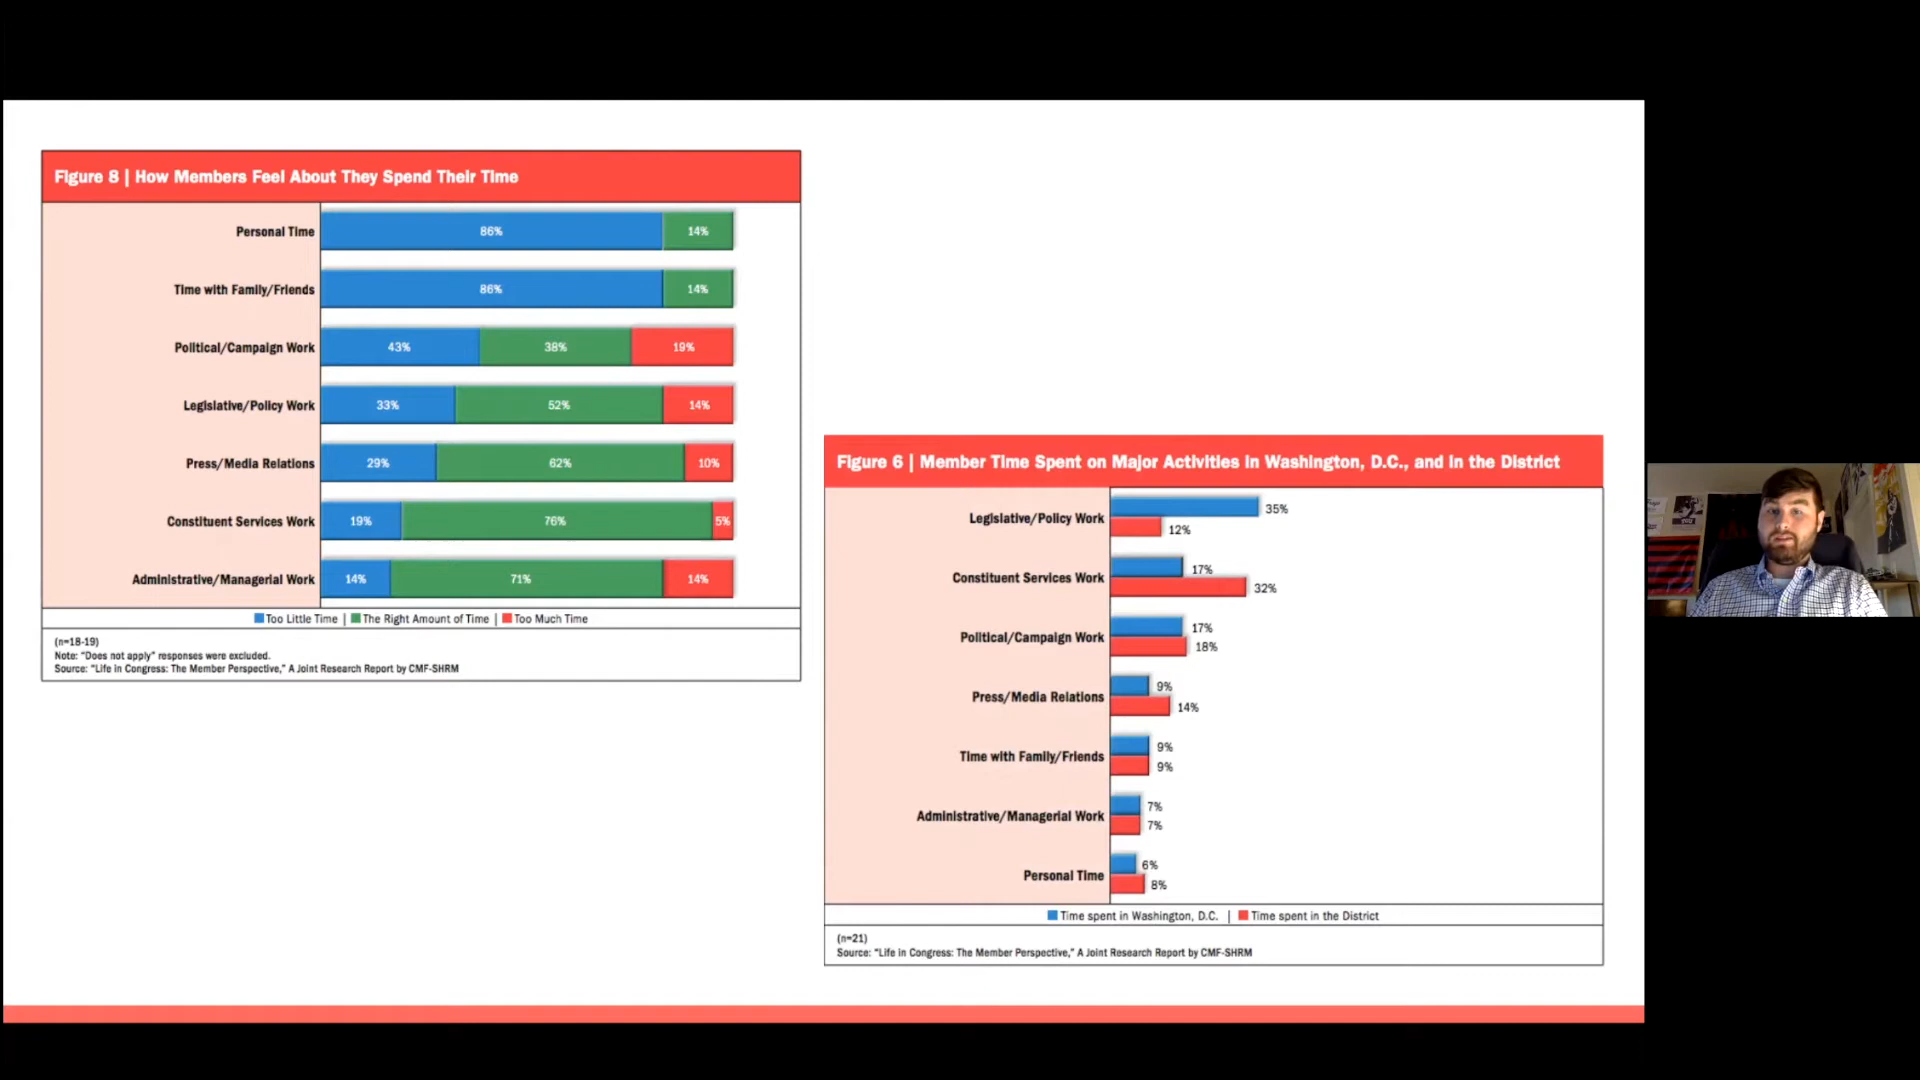 Figure 8 | How Members Feel About They Spend Their Time
Personal Time 86% 14%
Time with Family/Friends 86% 14%
Political/Campaign Work 43% 38% 19%
Legislative/Policy Work 33% 52% 14%
Press/Media Relations 29% 62% 10%
Constituent Services Work 19% 76% 5%
Administrative/Managerial Work 14% 71% 14%
Too Little Time | The Right Amount of Time | Too Much Time
(n=18-19)
Note: "Does not apply" responses were excluded.
Source: "Life in Congress: The Member Perspective," A Joint Research Report by CMF-SHRM
Figure 6 | Member Time Spent on Major Activities in Washington, D.C., and in the District
Legislative/Policy Work 35% 12%
Constituent Services Work 17% 32%
Political/Campaign Work 17% 18%
Press/Media Relations 9% 14%
Time with Family/Friends 9% 9%
Administrative/Managerial Work 7% 7%
Personal Time 6% 8%
Time spent in Washington, D.C. | Time spent in the District
(n=21)
Source: "Life in Congress: The Member Perspective," A Joint Research Report by CMF-SHRM